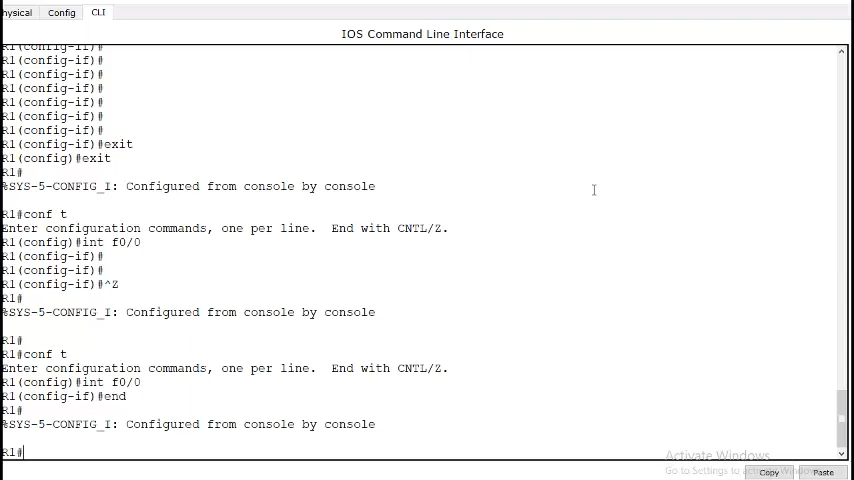 hysical Config CLI
IOS Command Line Interface
R1(config-if)#
R1(config-if)#
R1(config-if)#
R1(config-if)#
R1(config-if)#
R1(config-if)#
R1(config-if)#
R1(config-if)#exit
R1(config)#exit
R1#
%SYS-5-CONFIG_I: Configured from console by console
R1#conf t
Enter configuration commands, one per line.  End with CNTL/Z.
R1(config)#int f0/0
R1(config-if)#
R1(config-if)#
R1(config-if)#^Z
R1#
%SYS-5-CONFIG_I: Configured from console by console
R1#
R1#conf t
Enter configuration commands, one per line.  End with CNTL/Z.
R1(config)#int f0/0
R1(config-if)#end
R1#
%SYS-5-CONFIG_I: Configured from console by console
R1#
Activate Windows
Go to Settings to
Copy Paste